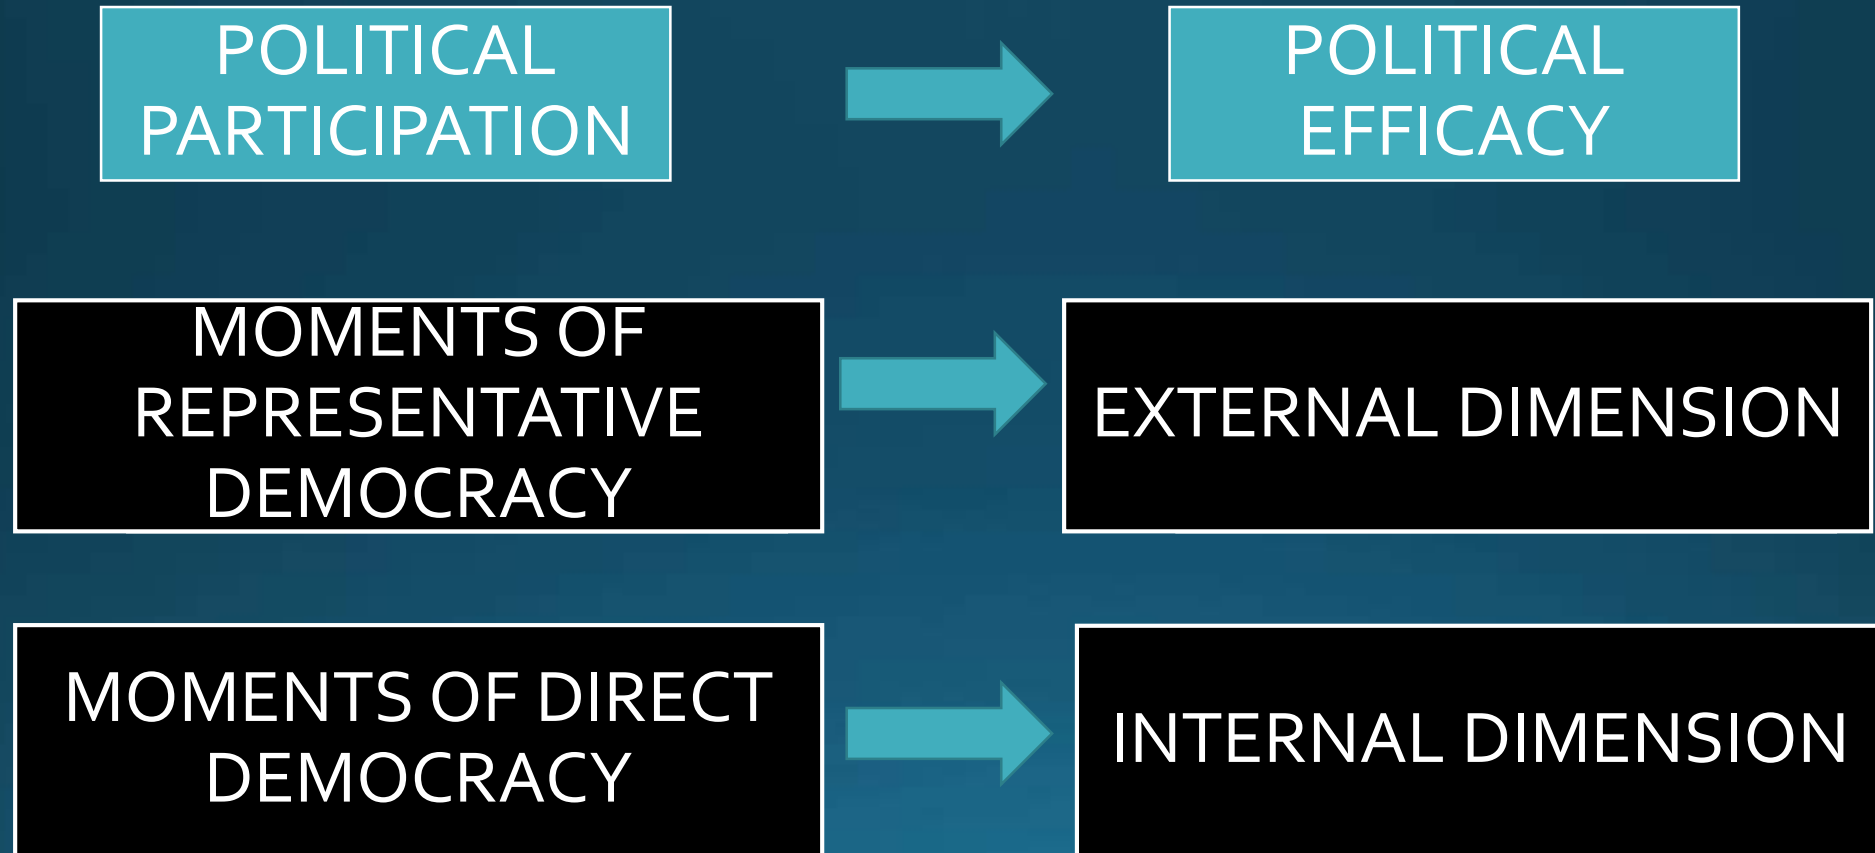 POLITICAL
PARTICIPATION
POLITICAL
EFFICACY
MOMENTS OF
REPRESENTATIVE
DEMOCRACY
EXTERNAL DIMENSION
MOMENTS OF DIRECT
DEMOCRACY
INTERNAL DIMENSION